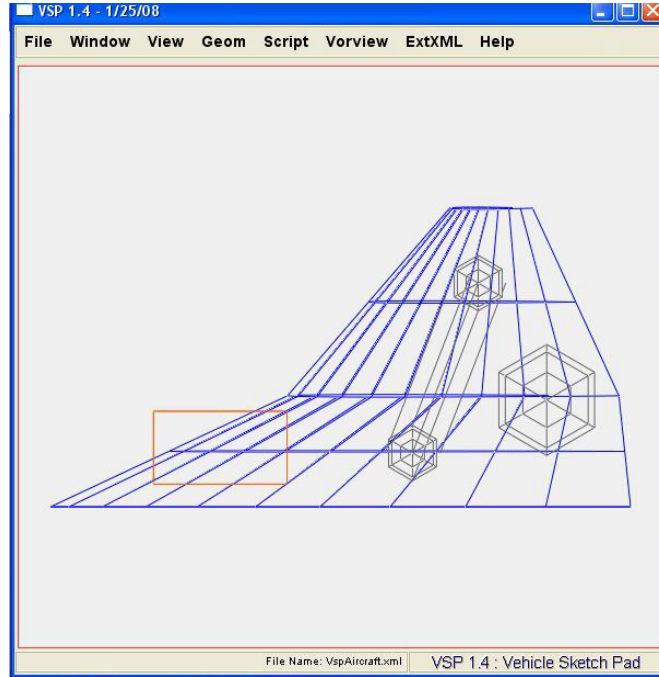 VSP 1.4 - 1/25/08
File Window View Geom Script Vorview ExtXML Help
File Name: VspAircraft.xml VSP 1.4 : Vehicle Sketch Pad